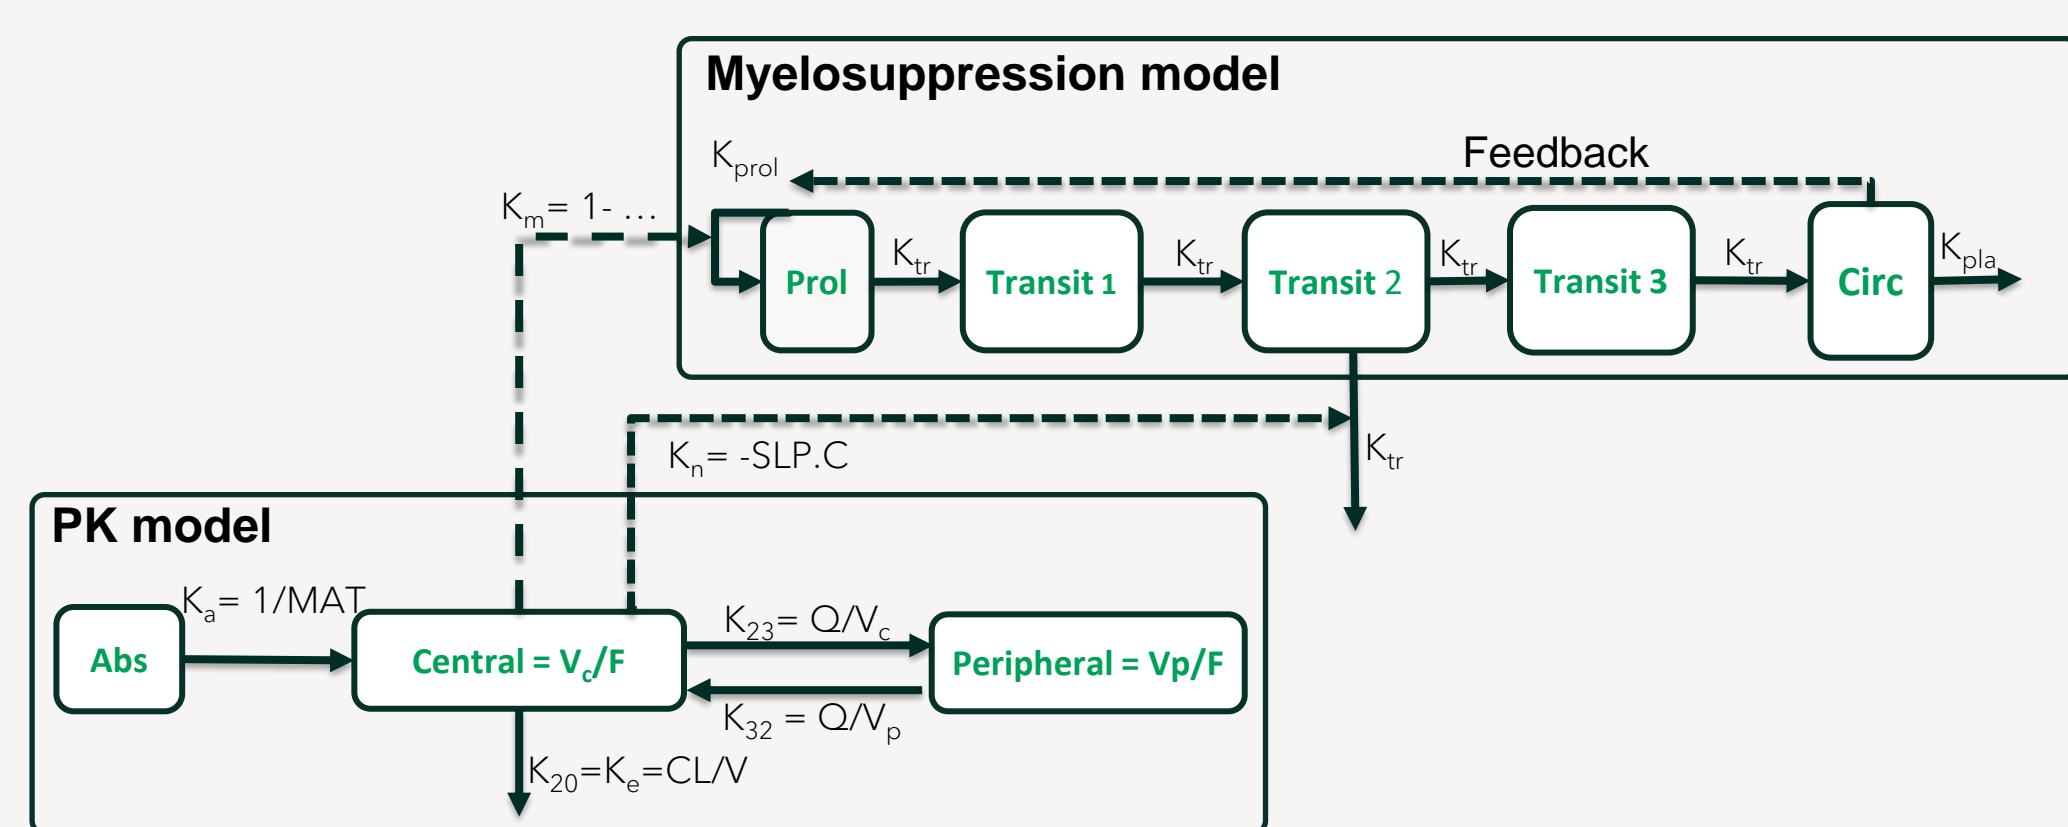 Myelosuppression model
Feedback
Kprol
Km= 1- …
Prol
Ktr
Transit 1
Ktr
Transit 2
Ktr
Transit 3
Ktr
Circ
Kpla
Kn= -SLP.C
Ktr
PK model
Ka= 1/MAT
Abs
Central = Vc/F
K23= Q/Vc
K32 = Q/Vp
Peripheral = Vp/F
K20=Ke=CL/V